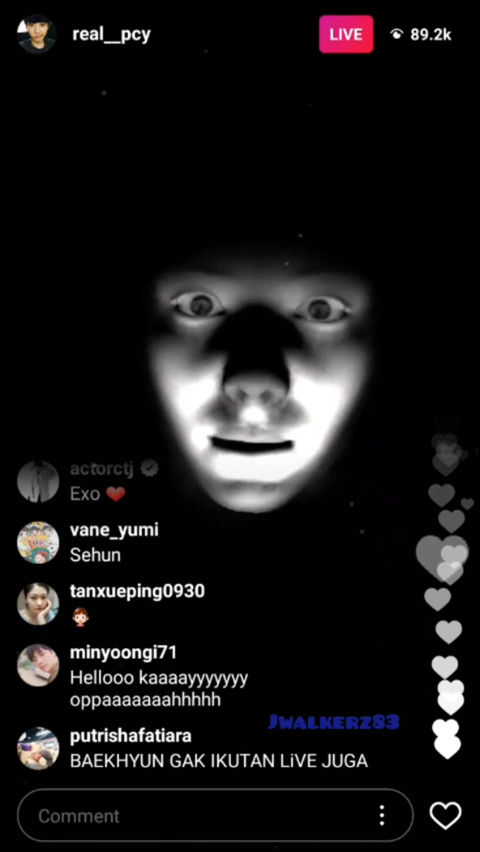 real__pcy
LIVE
89.2k
actorctj
Exo ❤️
vane_yumi
Sehun
tanxueping0930
minyoongi71
Hellooo kaaaayyyyyyy
oppaaaaaaahhhhh
Jwalkerz83
putrishafatiara
BAEKHYUN GAK IKUTAN LiVE JUGA
Comment